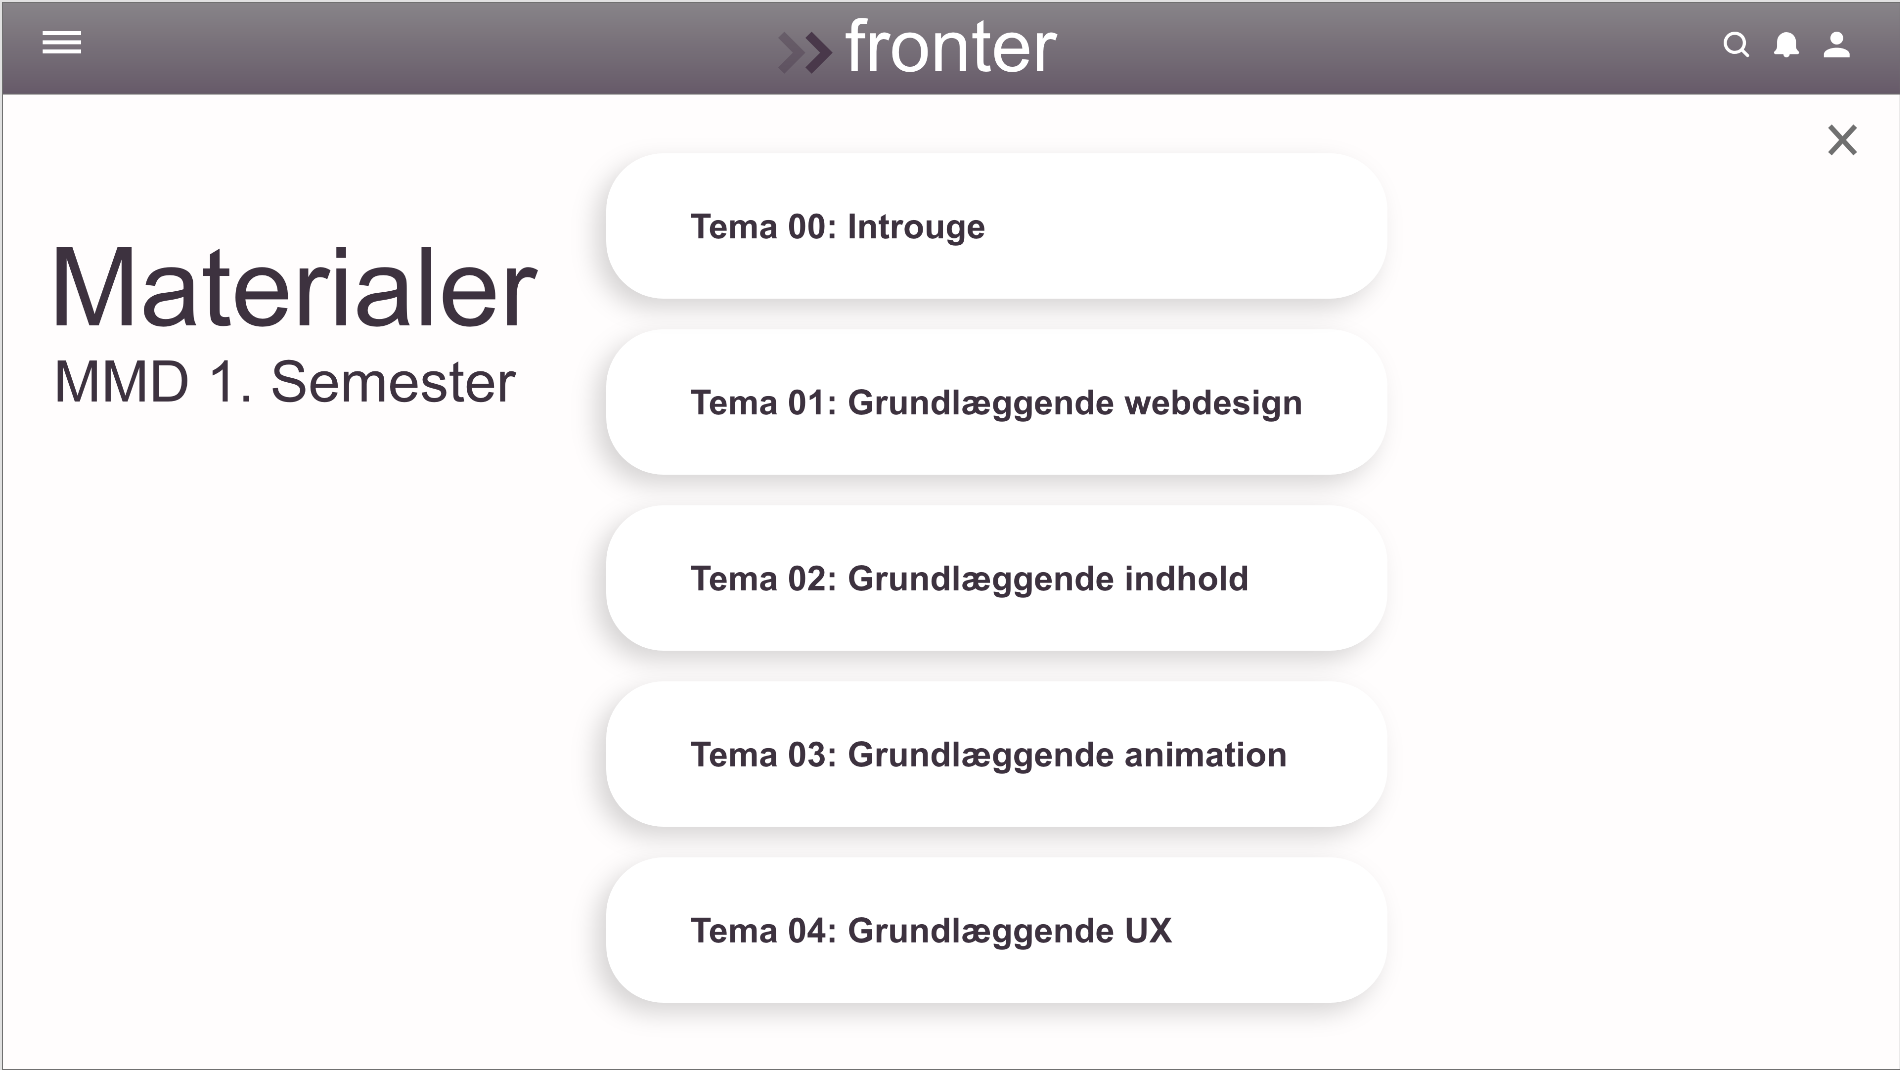 fronter
Materialer
MMD 1. Semester
Tema 00: Introuge
Tema 01: Grundlæggende webdesign
Tema 02: Grundlæggende indhold
Tema 03: Grundlæggende animation
Tema 04: Grundlæggende UX